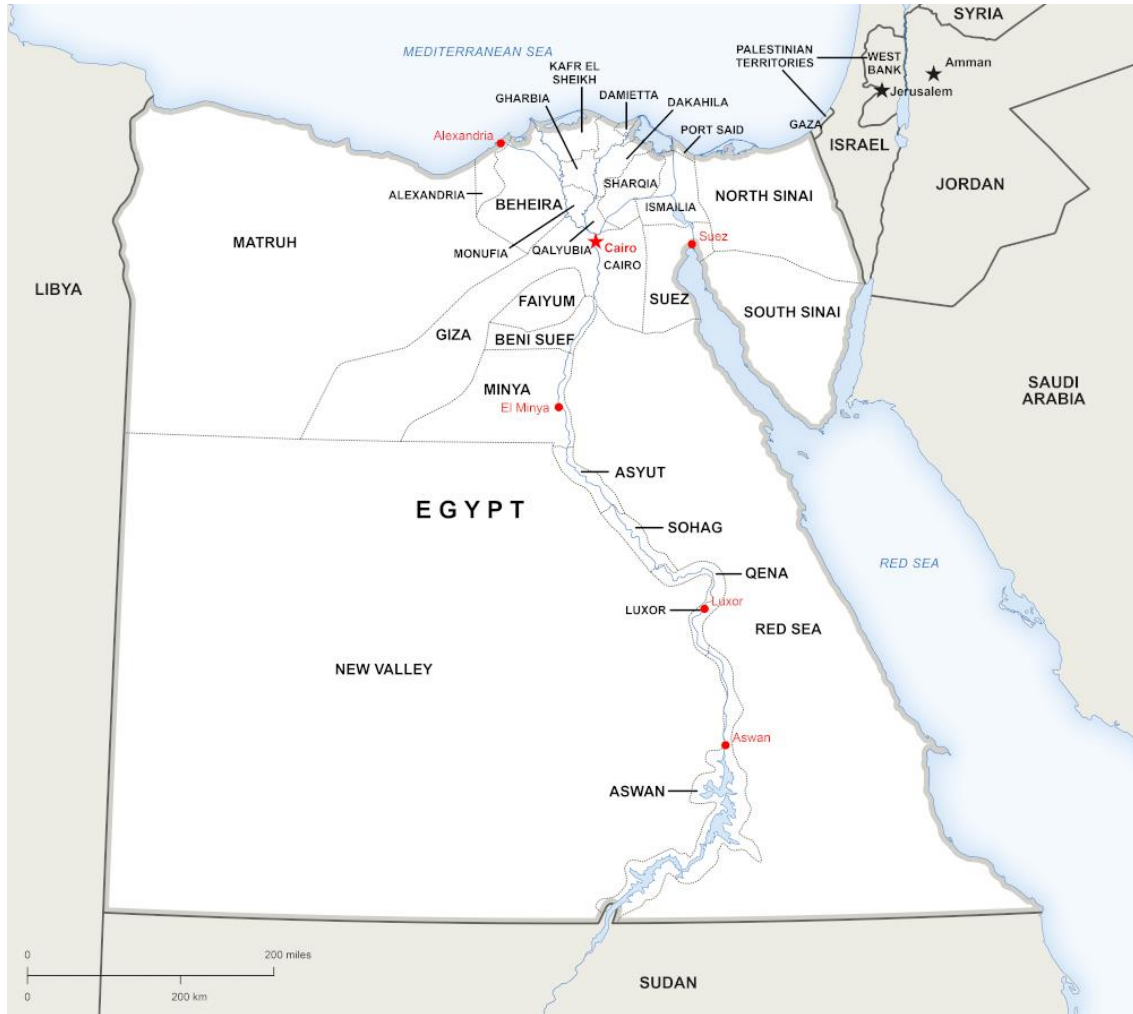 SYRIA
MEDITERRANEAN SEA
PALESTINIAN
TERRITORIES
WEST
BANK
Amman
KAFR EL
SHEIKH
Jerusalem
GHARBIA
DAMIETTA
DAKAHILA
GAZA
Alexandria
PORT SAID
ISRAEL
JORDAN
ALEXANDRIA
BEHEIRA
SHARQIA
ISMAILIA
NORTH SINAI
MATRUH
MONUFIA
QALYUBIA
Cairo
CAIRO
Suez
LIBYA
FAIYUM
SUEZ
SOUTH SINAI
GIZA
BENI SUEF
MINYA
El Minya
SAUDI
ARABIA
ASYUT
EGYPT
SOHAG
RED SEA
QENA
LUXOR
Luxor
RED SEA
NEW VALLEY
Aswan
ASWAN
0
200 miles
0
200 km
SUDAN